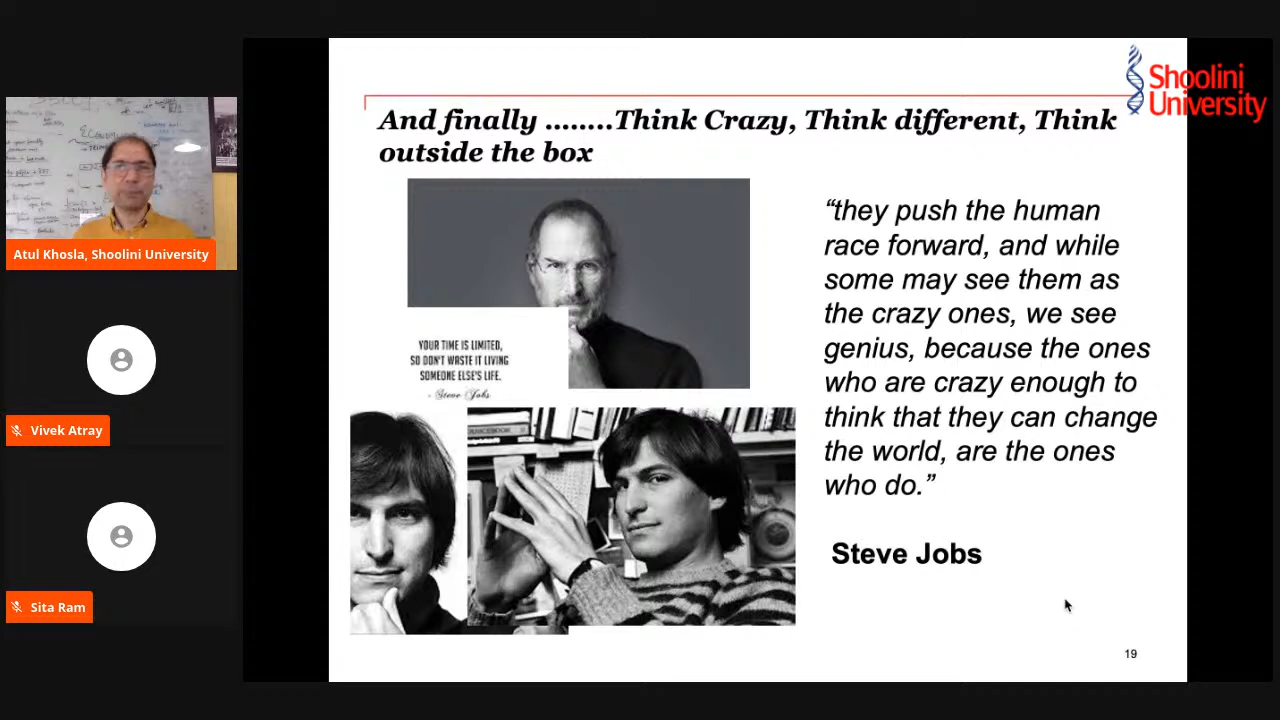 Shoolini
University
And finally ........Think Crazy, Think different, Think
outside the box
Atul Khosla, Shoolini University
Vivek Atray
Sita Ram
YOUR TIME IS LIMITED,
SO DON'T WASTE IT LIVING
SOMEONE ELSE'S LIFE.
- Steve Jobs
“they push the human
race forward, and while
some may see them as
the crazy ones, we see
genius, because the ones
who are crazy enough to
think that they can change
the world, are the ones
who do.”
Steve Jobs
19